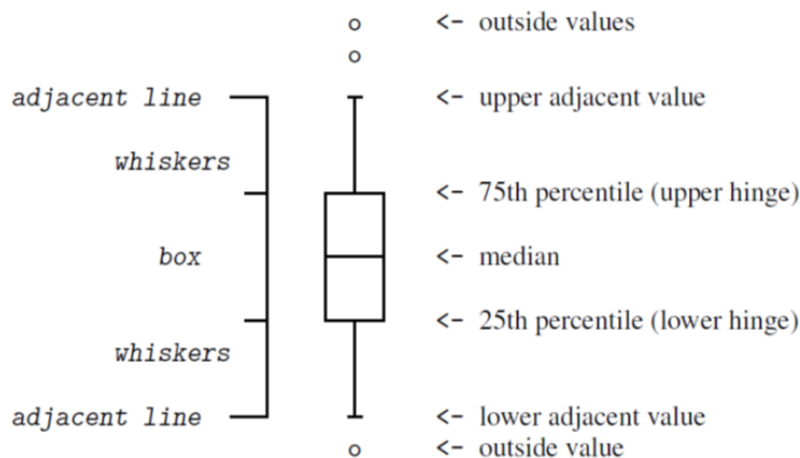 <- outside values
adjacent line <- upper adjacent value
whiskers
<- 75th percentile (upper hinge)
box <- median
<- 25th percentile (lower hinge)
whiskers
adjacent line <- lower adjacent value
<- outside value